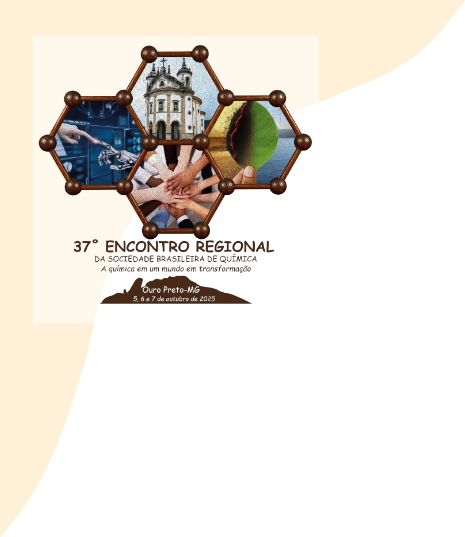 37° ENCONTRO REGIONAL
DA SOCIEDADE BRASILEIRA DE QUÍMICA
A química em um mundo em transformação
Ouro Preto-MG
5, 6 e 7 de outubro de 2025